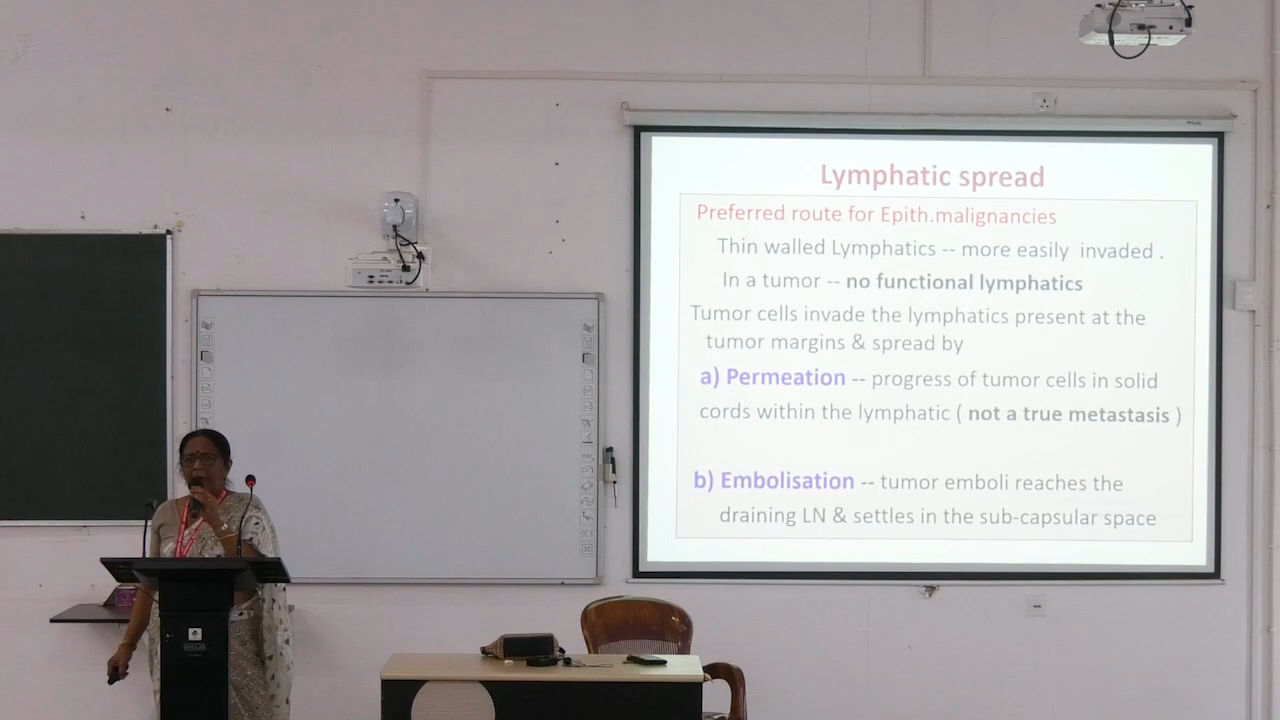 Lymphatic spread
Preferred route for Epith.malignancies
Thin walled Lymphatics -- more easily invaded .
In a tumor -- no functional lymphatics
Tumor cells invade the lymphatics present at the
tumor margins & spread by
a) Permeation -- progress of tumor cells in solid
cords within the lymphatic ( not a true metastasis )
b) Embolisation -- tumor emboli reaches the
draining LN & settles in the sub-capsular space